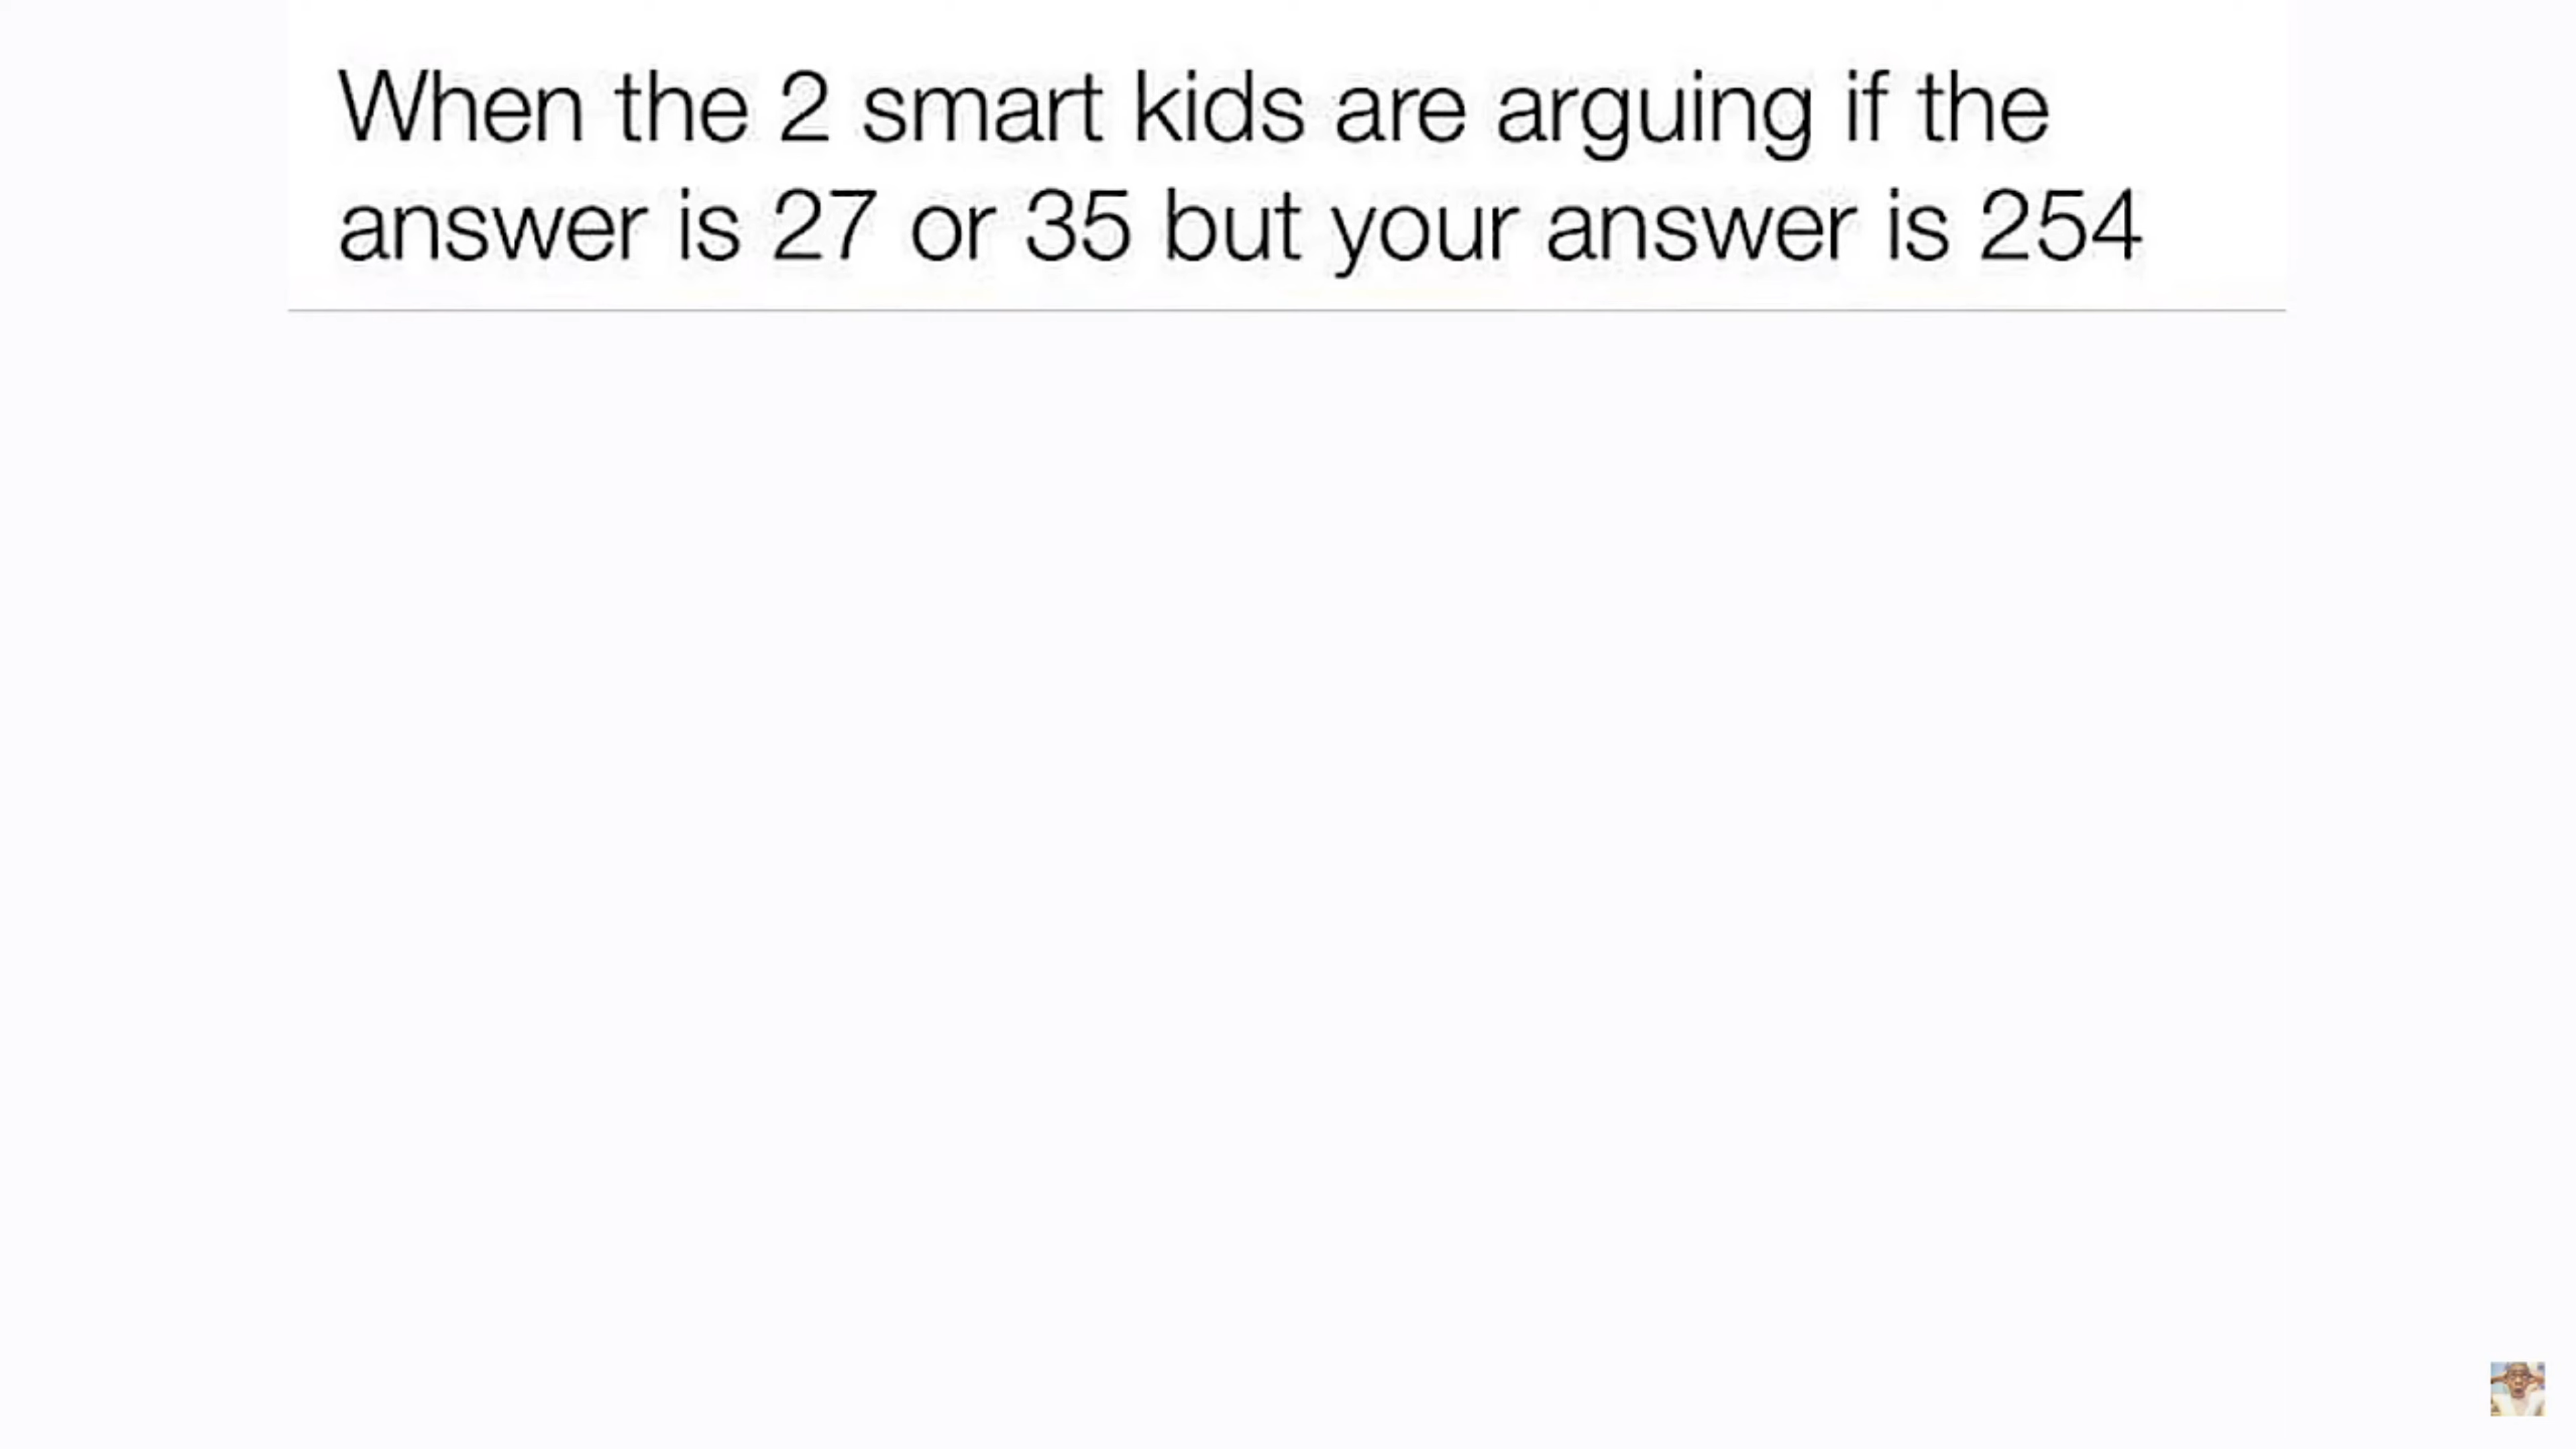 When the 2 smart kids are arguing if the
answer is 27 or 35 but your answer is 254